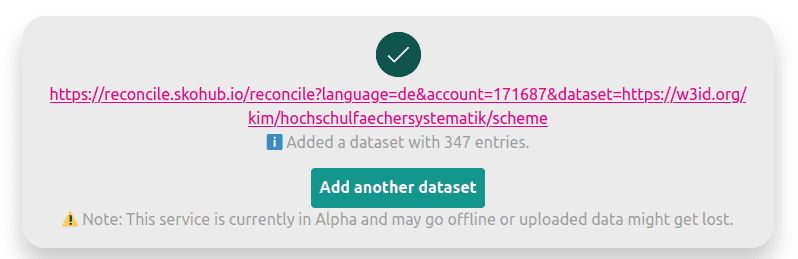 https://reconcile.skohub.io/reconcile?language=de&account=171687&dataset=https://w3id.org/
kim/hochschulfaechersystematik/scheme
ℹ️ Added a dataset with 347 entries.
Add another dataset
⚠️ Note: This service is currently in Alpha and may go offline or uploaded data might get lost.